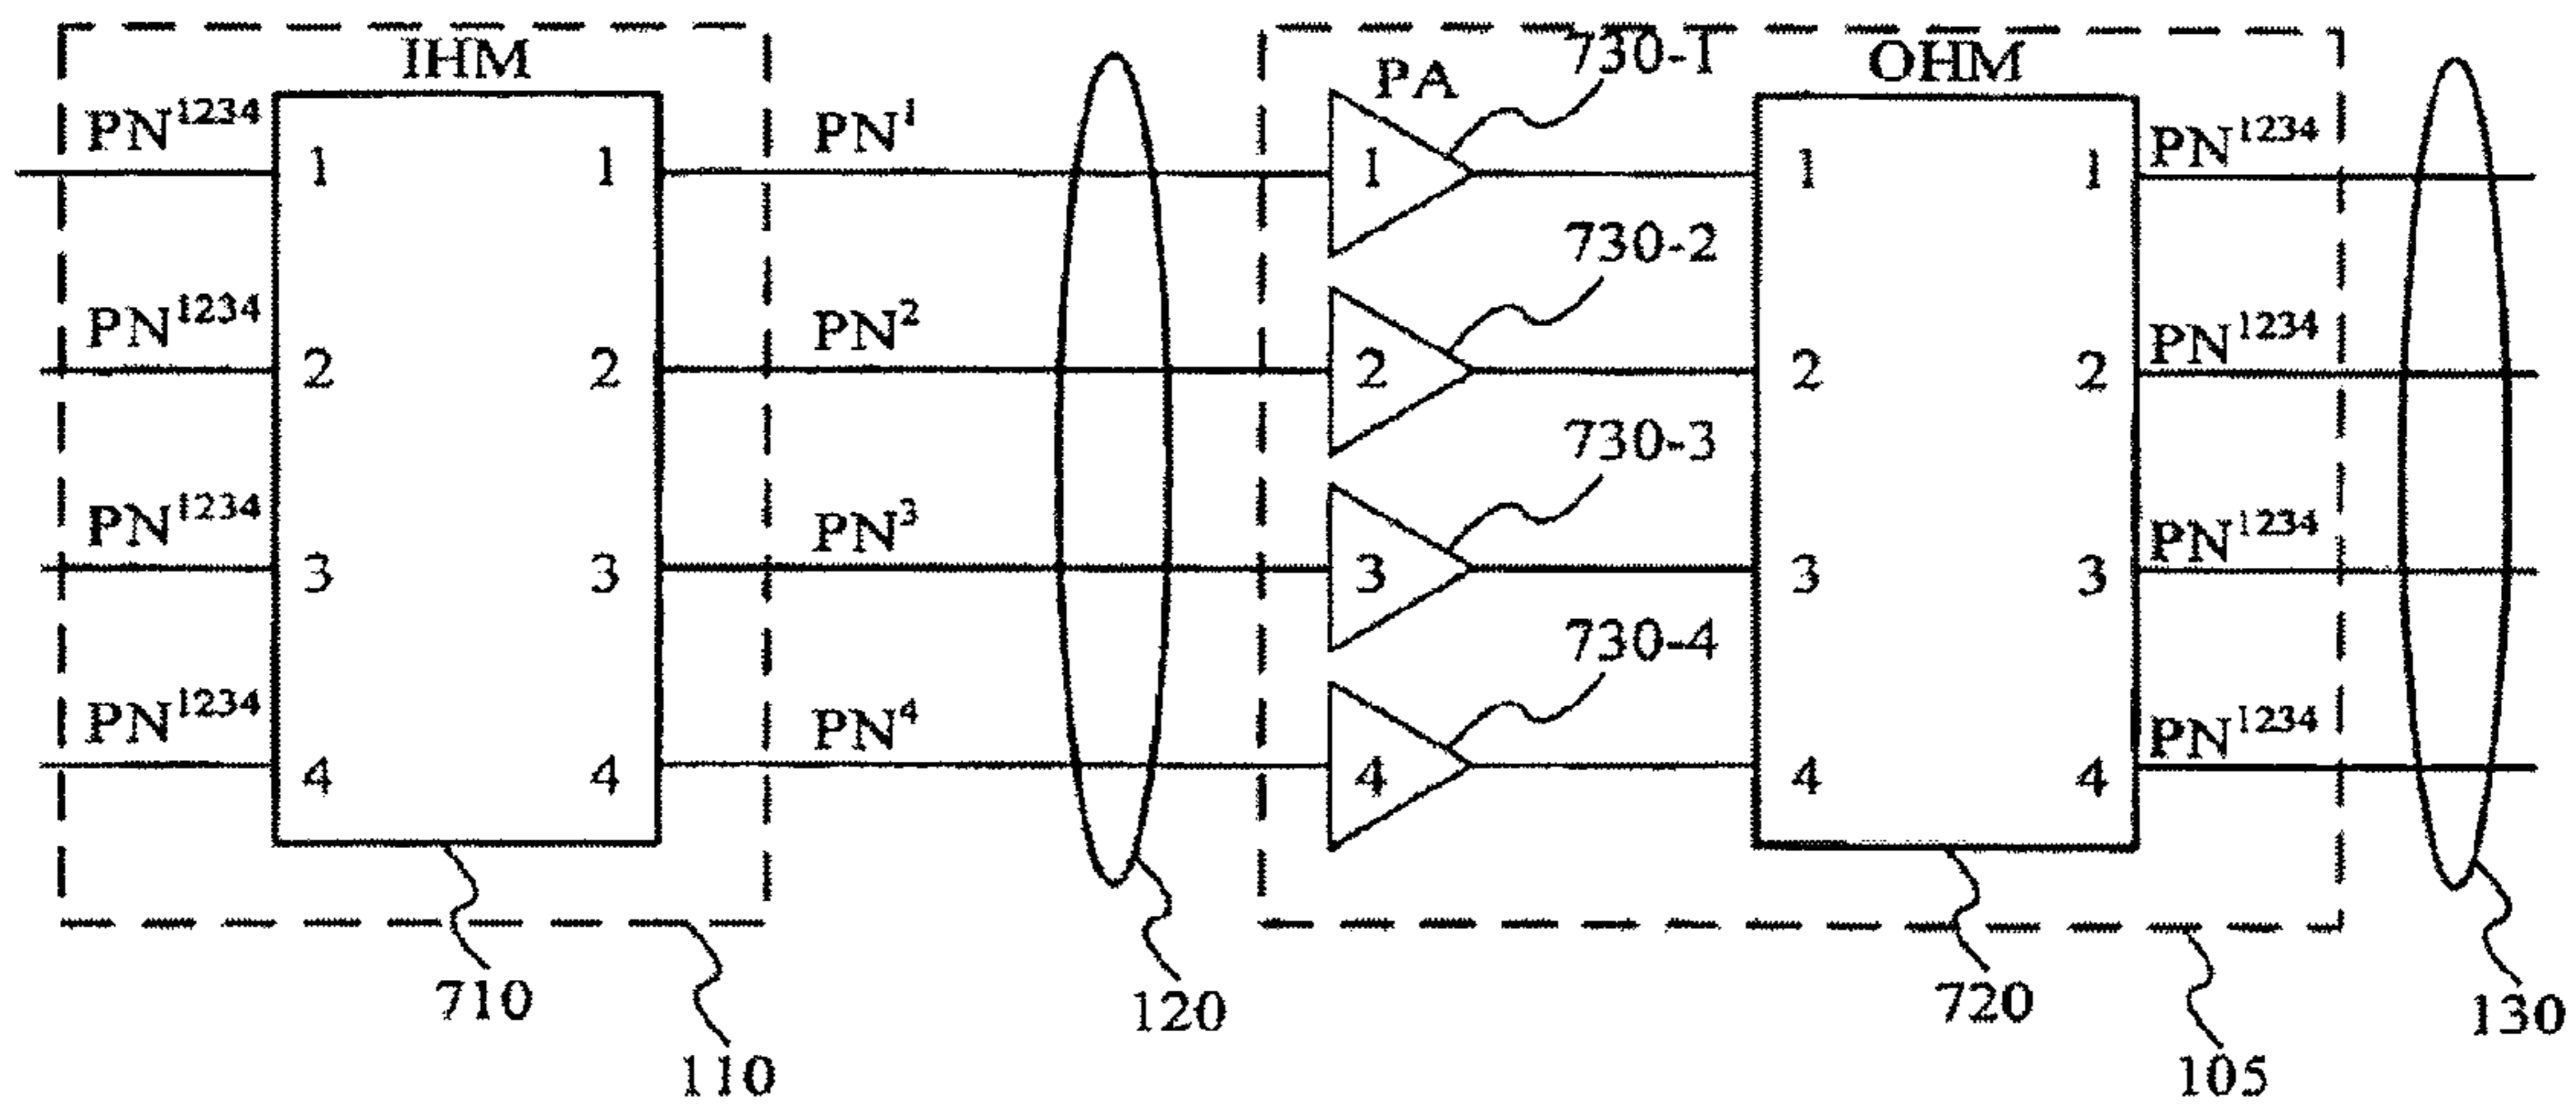 IHM
PA
730-1
OHM
PN¹²³⁴ 1 1 PN¹ 1 1 1 PN¹²³⁴
730-2
PN¹²³⁴ 2 2 PN² 2 2 2 PN¹²³⁴
730-3
PN¹²³⁴ 3 3 PN³ 3 3 3 PN¹²³⁴
730-4
PN¹²³⁴ 4 4 PN⁴ 4 4 4 PN¹²³⁴
710
110
120
720
105
130